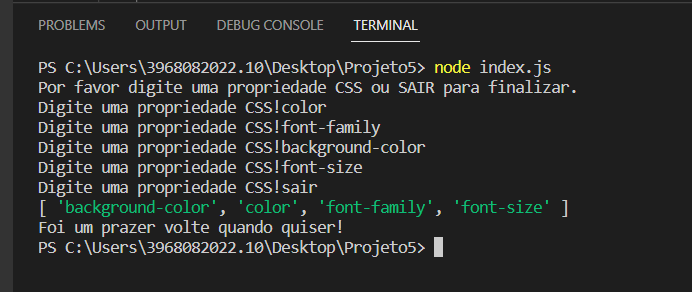 PROBLEMS OUTPUT DEBUG CONSOLE TERMINAL
PS C:\Users\3968082022.10\Desktop\Projeto5> node index.js
Por favor digite uma propriedade CSS ou SAIR para finalizar.
Digite uma propriedade CSS!color
Digite uma propriedade CSS!font-family
Digite uma propriedade CSS!background-color
Digite uma propriedade CSS!font-size
Digite uma propriedade CSS!sair
[ 'background-color', 'color', 'font-family', 'font-size' ]
Foi um prazer volte quando quiser!
PS C:\Users\3968082022.10\Desktop\Projeto5>